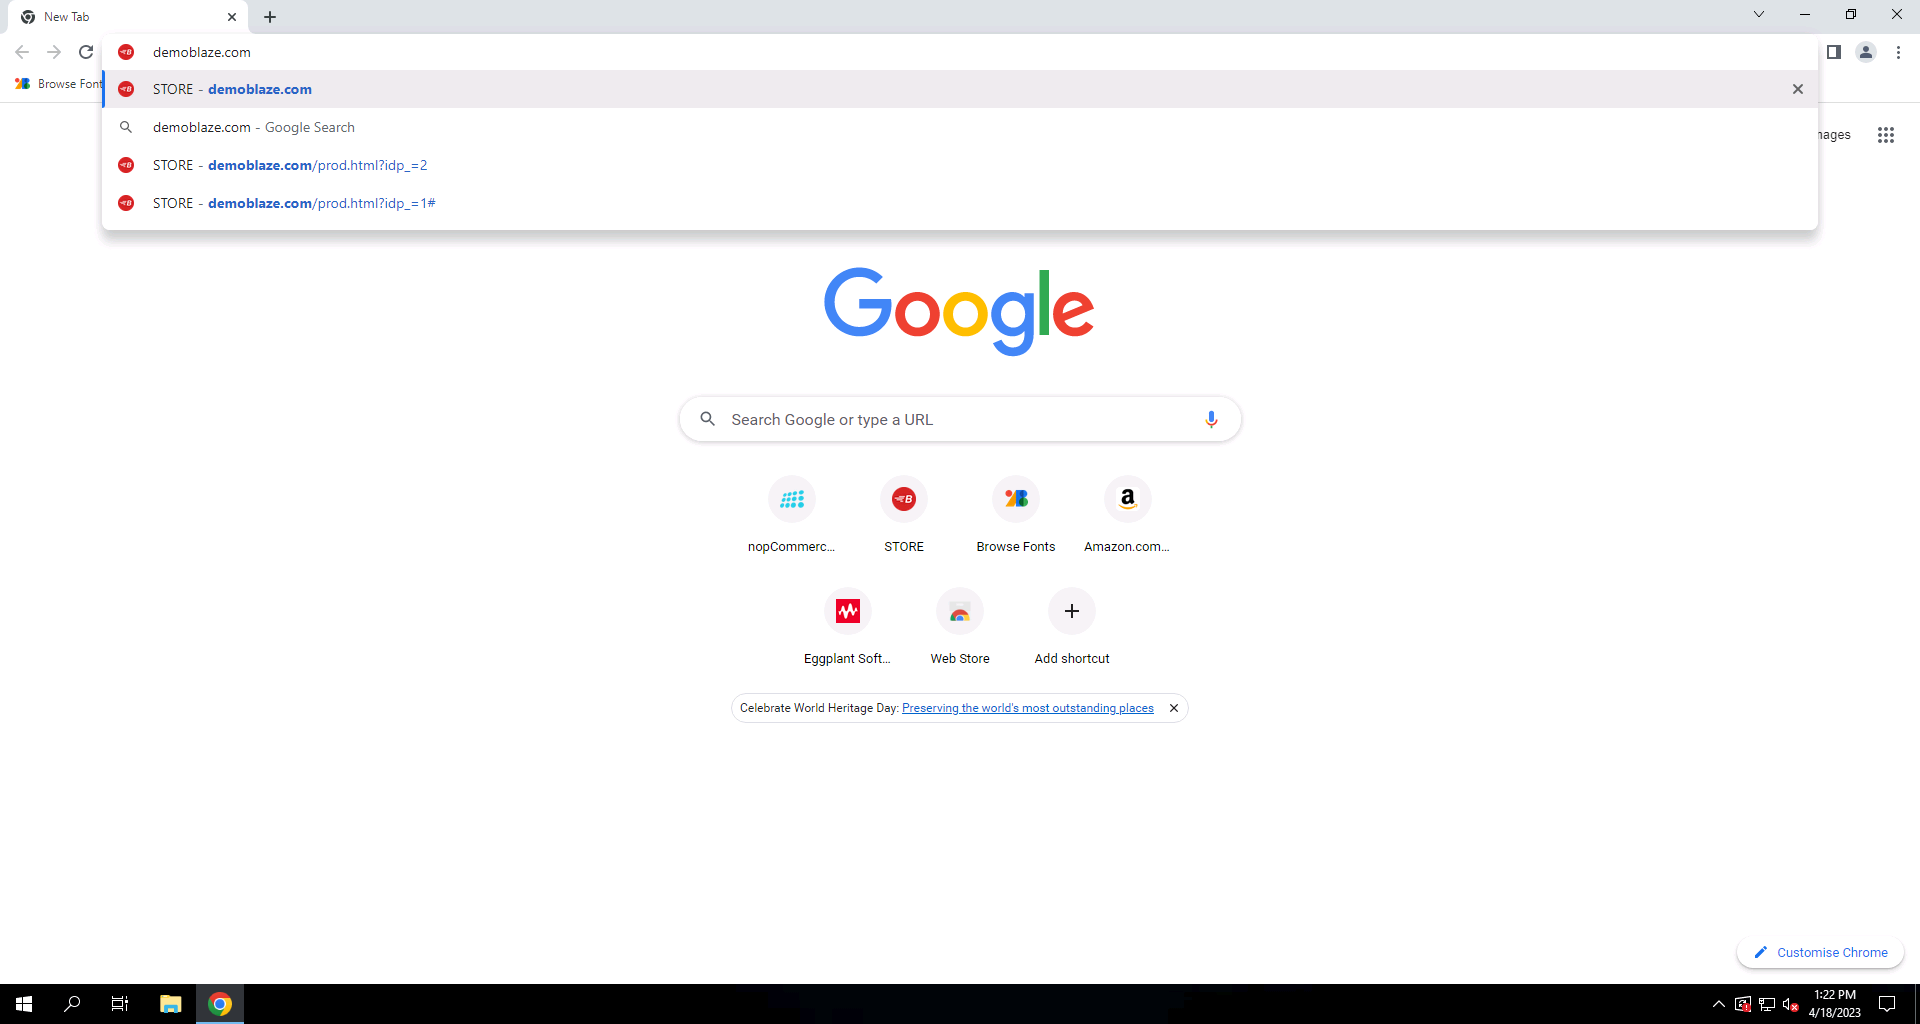 New Tab
demoblaze.com
Browse Font
STORE - demoblaze.com
demoblaze.com - Google Search
STORE - demoblaze.com/prod.html?idp_=2
STORE - demoblaze.com/prod.html?idp_=1#
Google
Search Google or type a URL
nopCommerc...
STORE
Browse Fonts
Amazon.com...
Eggplant Soft...
Web Store
Add shortcut
Celebrate World Heritage Day: Preserving the world's most outstanding places
Customise Chrome
1:22 PM
4/18/2023